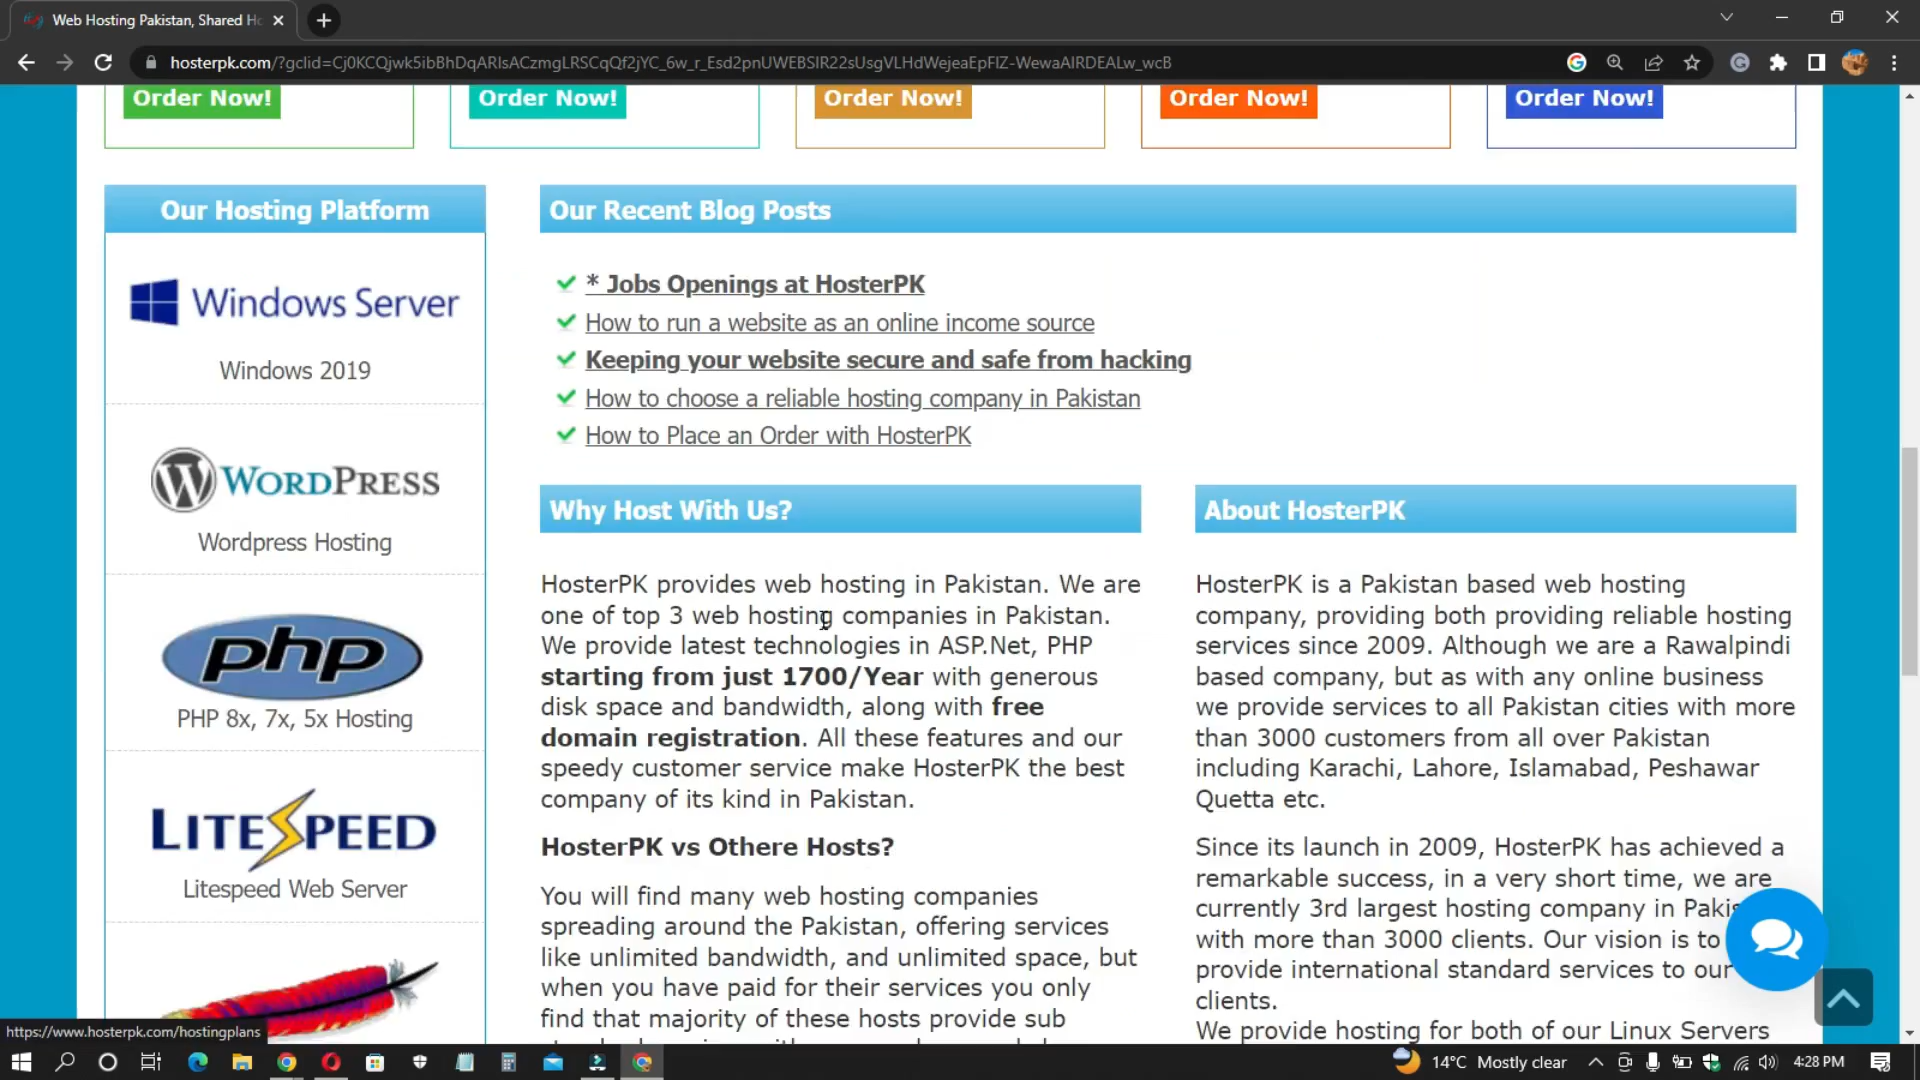 Web Hosting Pakistan, Shared Ho
hosterpk.com/?gclid=Cj0KCQjwk5ibBhDqARIsACzmgLRSCqQf2jYC_6w_r_Esd2pnUWEBSIR22sUsgVLHdWejeaEpFIZ-WewaAIRDEALw_wcB
Order Now!
Order Now!
Order Now!
Order Now!
Order Now!
Our Hosting Platform
Windows Server
Windows 2019
WORDPRESS
Wordpress Hosting
php
PHP 8x, 7x, 5x Hosting
LITESPEED
Litespeed Web Server
Our Recent Blog Posts
* Jobs Openings at HosterPK
How to run a website as an online income source
Keeping your website secure and safe from hacking
How to choose a reliable hosting company in Pakistan
How to Place an Order with HosterPK
Why Host With Us?
HosterPK provides web hosting in Pakistan. We are
one of top 3 web hosting companies in Pakistan.
We provide latest technologies in ASP.Net, PHP
starting from just 1700/Year with generous
disk space and bandwidth, along with free
domain registration. All these features and our
speedy customer service make HosterPK the best
company of its kind in Pakistan.
HosterPK vs Othere Hosts?
You will find many web hosting companies
spreading around the Pakistan, offering services
like unlimited bandwidth, and unlimited space, but
when you have paid for their services you only
find that majority of these hosts provide sub
About HosterPK
HosterPK is a Pakistan based web hosting
company, providing both providing reliable hosting
services since 2009. Although we are a Rawalpindi
based company, but as with any online business
we provide services to all Pakistan cities with more
than 3000 customers from all over Pakistan
including Karachi, Lahore, Islamabad, Peshawar
Quetta etc.
Since its launch in 2009, HosterPK has achieved a
remarkable success, in a very short time, we are
currently 3rd largest hosting company in Pakis
with more than 3000 clients. Our vision is to
provide international standard services to our
clients.
We provide hosting for both of our Linux Servers
https://www.hosterpk.com/hostingplans
14°C Mostly clear
4:28 PM